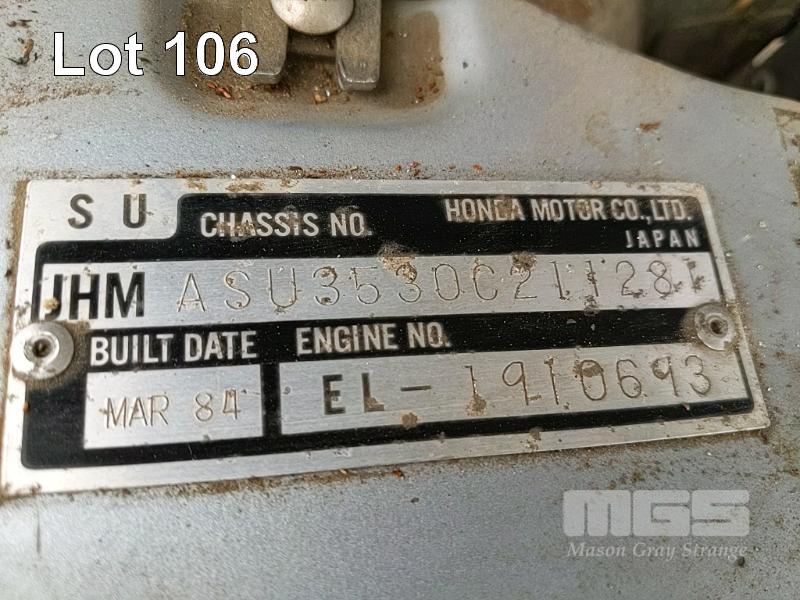 Lot 106
SU
CHASSIS NO. HONDA MOTOR CO.,LTD.
JAPAN
JHM ASU3530C211281
BUILT DATE ENGINE NO.
MAR 84 EL-1910693
MGS
Mason Gray Strange